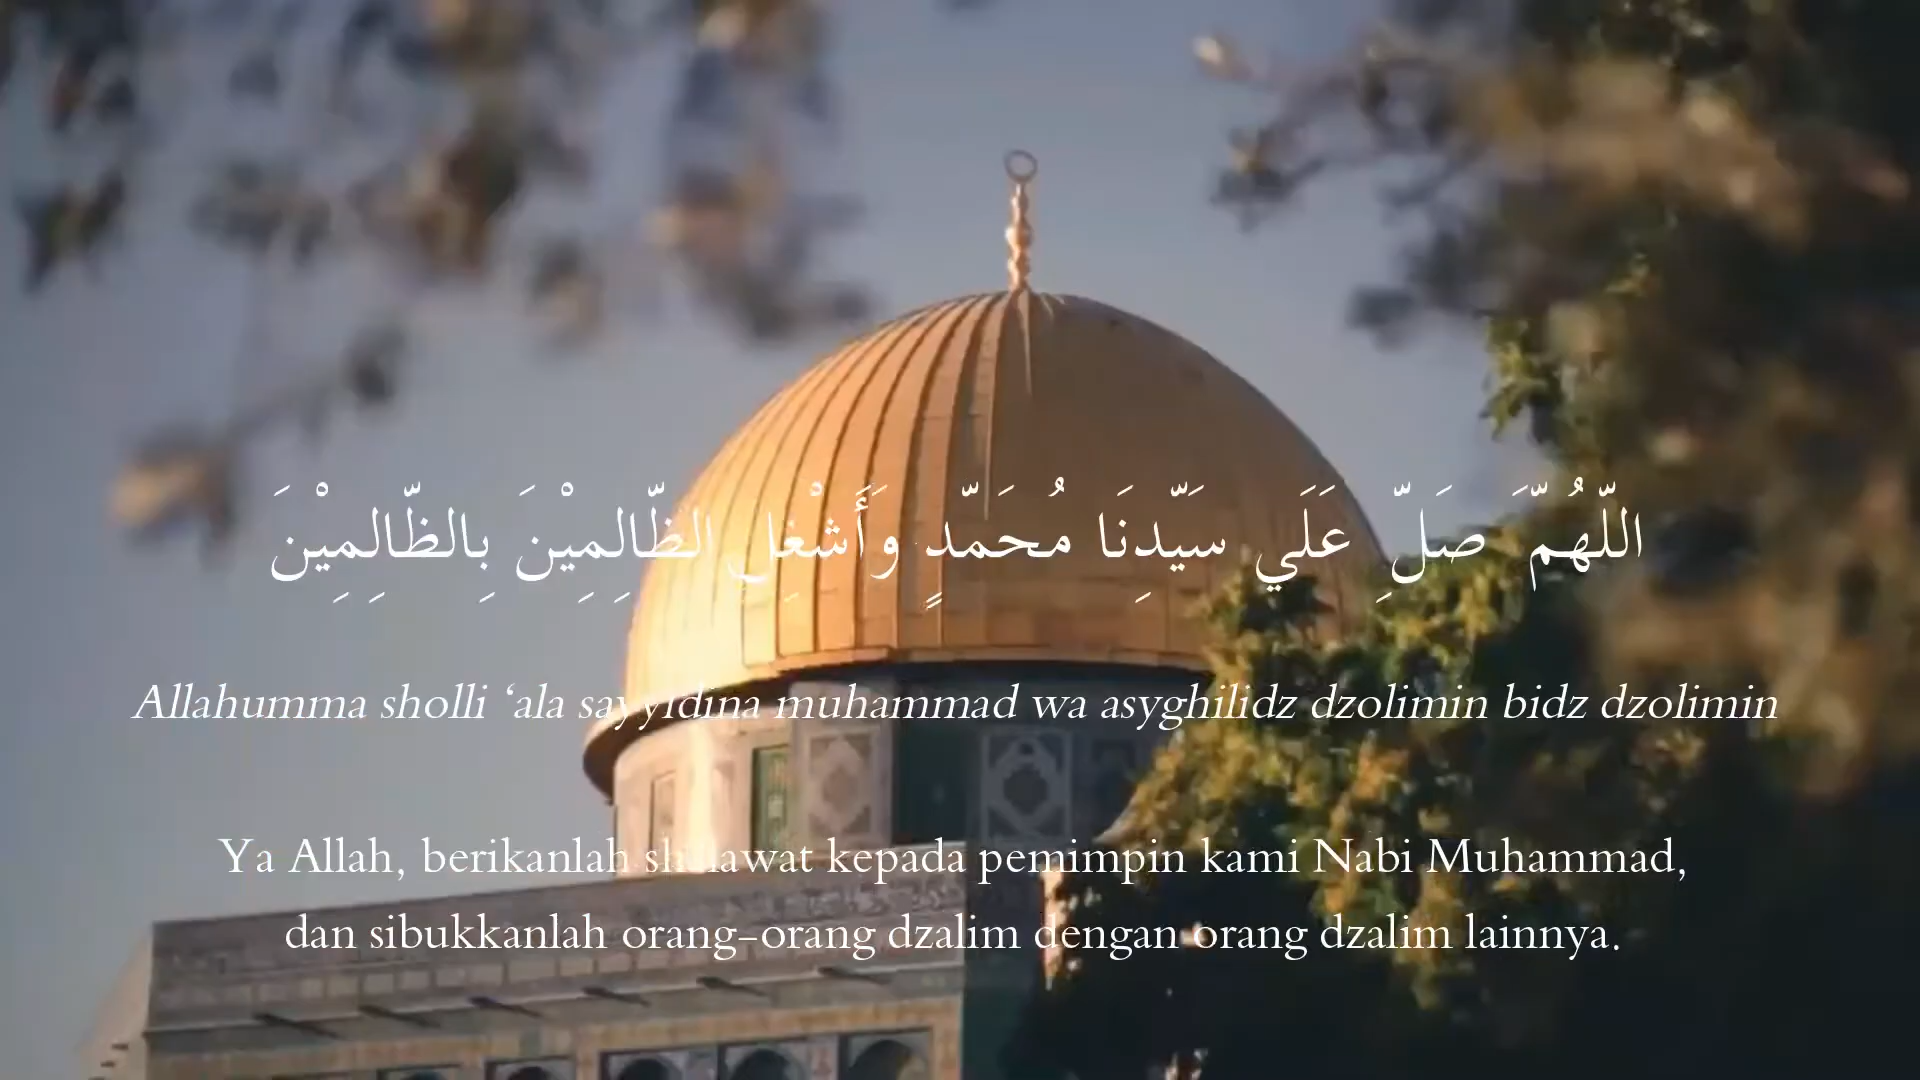 اللّهُمَّ صَلِّ عَلَي سَيّدِنَا مُحَمّدٍ وَأَشْغِلِ الظّالِمِيْنَ بِالظّالِمِيْنَ
Allahumma sholli ‘ala sayyidina muhammad wa asyghilidz dzolimin bidz dzolimin
Ya Allah, berikanlah sholawat kepada pemimpin kami Nabi Muhammad,
dan sibukkanlah orang-orang dzalim dengan orang dzalim lainnya.